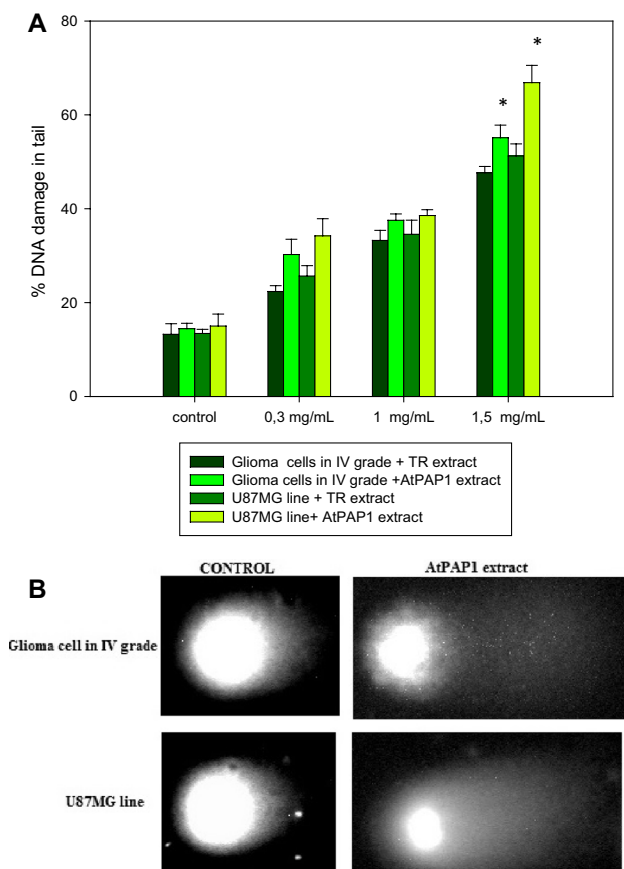 A
80
60
40
20
0
% DNA damage in tail
*
*
control
0,3 mg/mL
1 mg/mL
1,5 mg/mL
Glioma cells in IV grade + TR extract
Glioma cells in IV grade +AtPAP1 extract
U87MG line + TR extract
U87MG line+ AtPAP1 extract
B
CONTROL
AtPAP1 extract
Glioma cell in IV grade
U87MG line